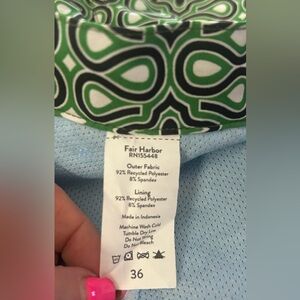 Fair Harbor
RN155448
Outer Fabric
92% Recycled Polyester
8% Spandex
Lining
92% Recycled Polyester
8% Spandex
Made in Indonesia
Machine Wash Cold
Tumble Dry Low
Do Not Wring
Do Not Bleach
36